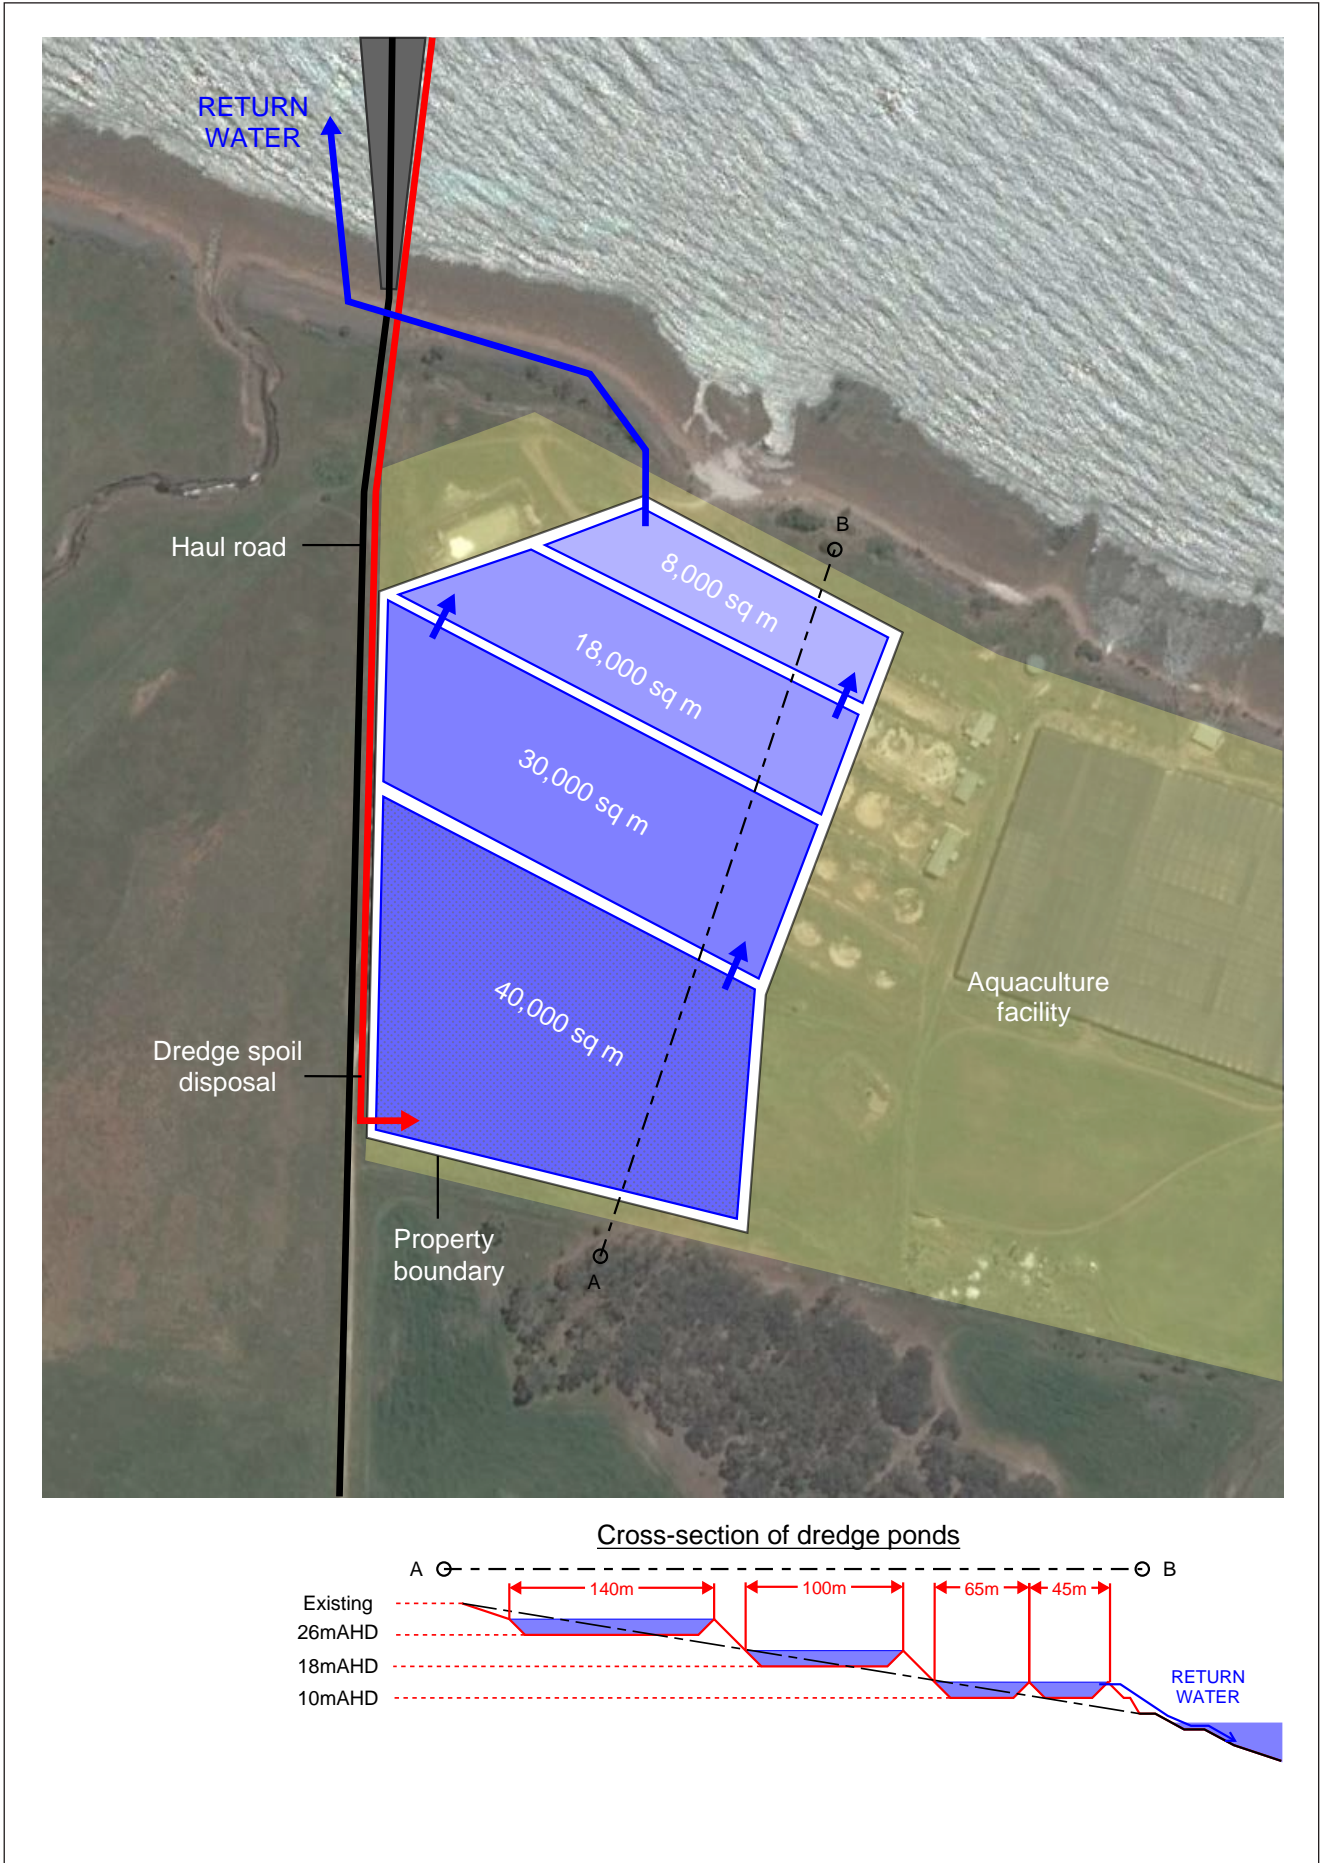 RETURN
WATER
B
Haul road
8,000 sq m
18,000 sq m
30,000 sq m
40,000 sq m
Aquaculture
facility
Dredge spoil
disposal
Property
boundary
A
Cross-section of dredge ponds
A
B
140m
100m
65m
45m
Existing
26mAHD
18mAHD
10mAHD
RETURN
WATER